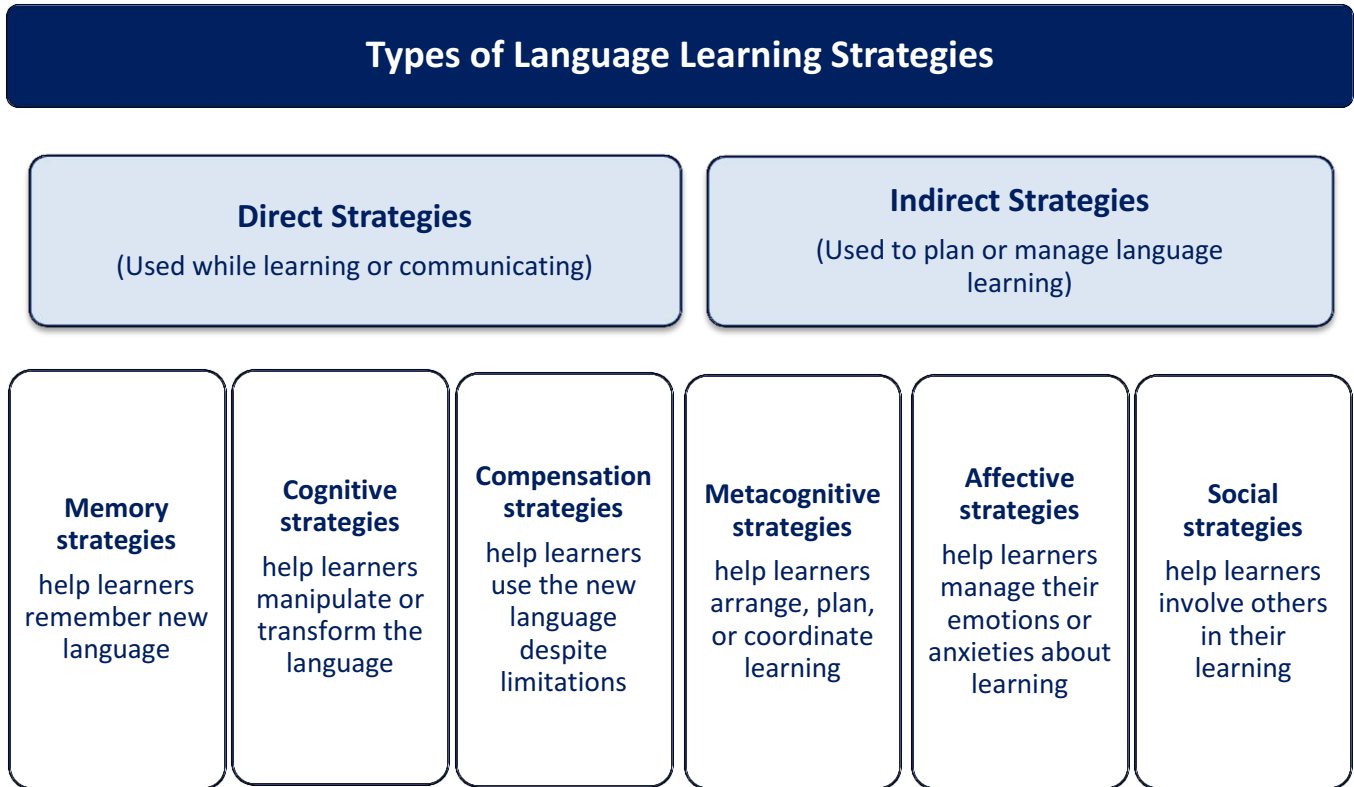 Types of Language Learning Strategies
Direct Strategies
(Used while learning or communicating)
Indirect Strategies
(Used to plan or manage language
learning)
Memory
strategies
help learners
remember new
language
Cognitive
strategies
help learners
manipulate or
transform the
language
Compensation
strategies
help learners
use the new
language
despite
limitations
Metacognitive
strategies
help learners
arrange, plan,
or coordinate
learning
Affective
strategies
help learners
manage their
emotions or
anxieties about
learning
Social
strategies
help learners
involve others
in their
learning